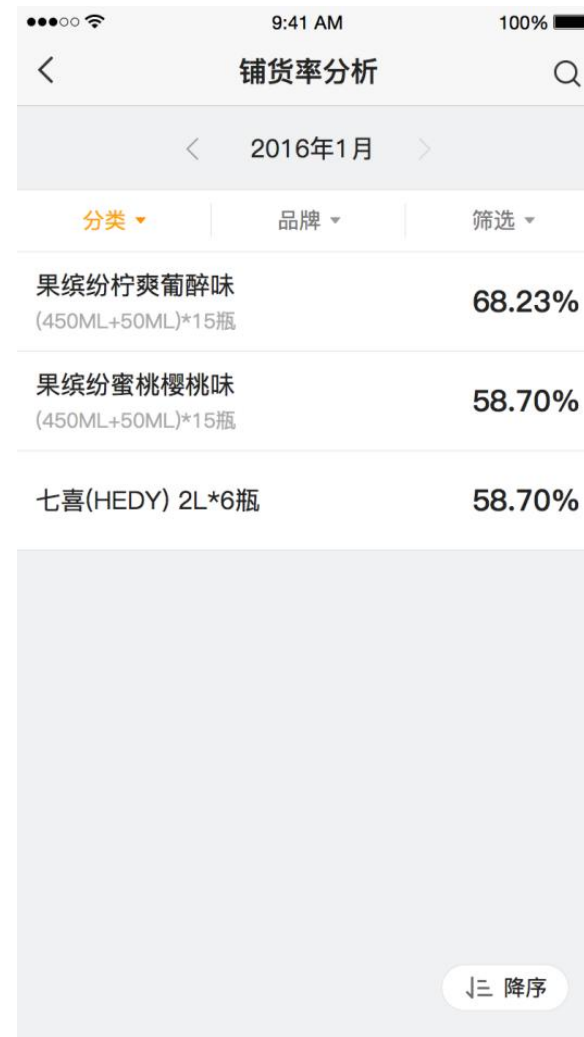 9:41 AM
100%
铺货率分析
2016年1月
分类
品牌
筛选
果缤纷柠爽葡醉味
68.23%
(450ML+50ML)*15瓶
果缤纷蜜桃樱桃味
58.70%
(450ML+50ML)*15瓶
七喜(HEDY) 2L*6瓶
58.70%
降序